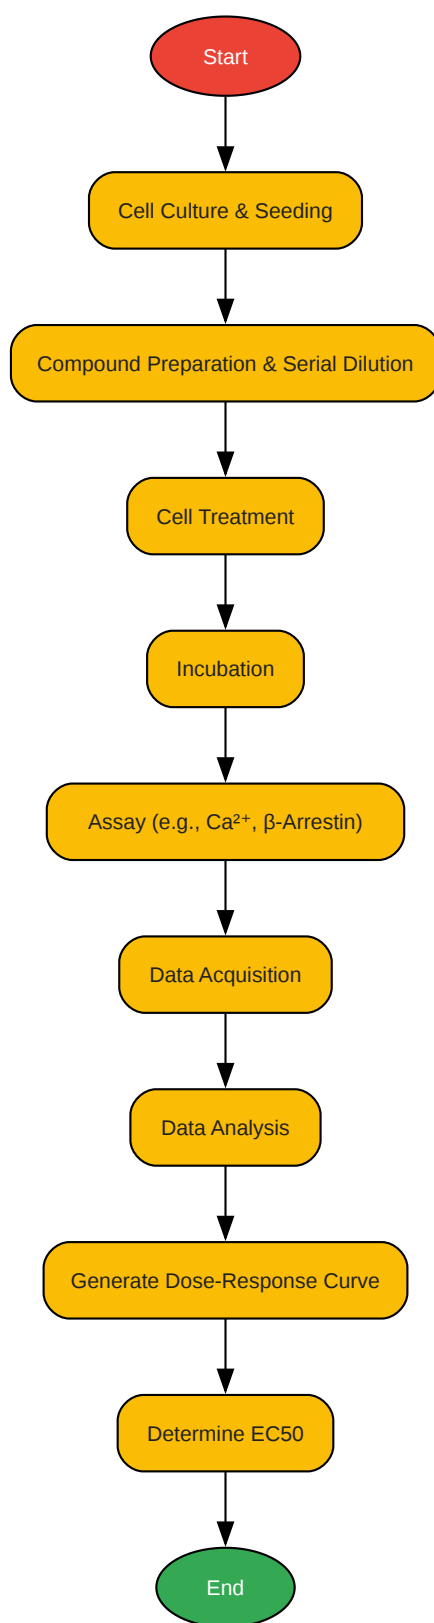 Start
Cell Culture & Seeding
Compound Preparation & Serial Dilution
Cell Treatment
Incubation
Assay (e.g., Ca²⁺, β-Arrestin)
Data Acquisition
Data Analysis
Generate Dose-Response Curve
Determine EC50
End